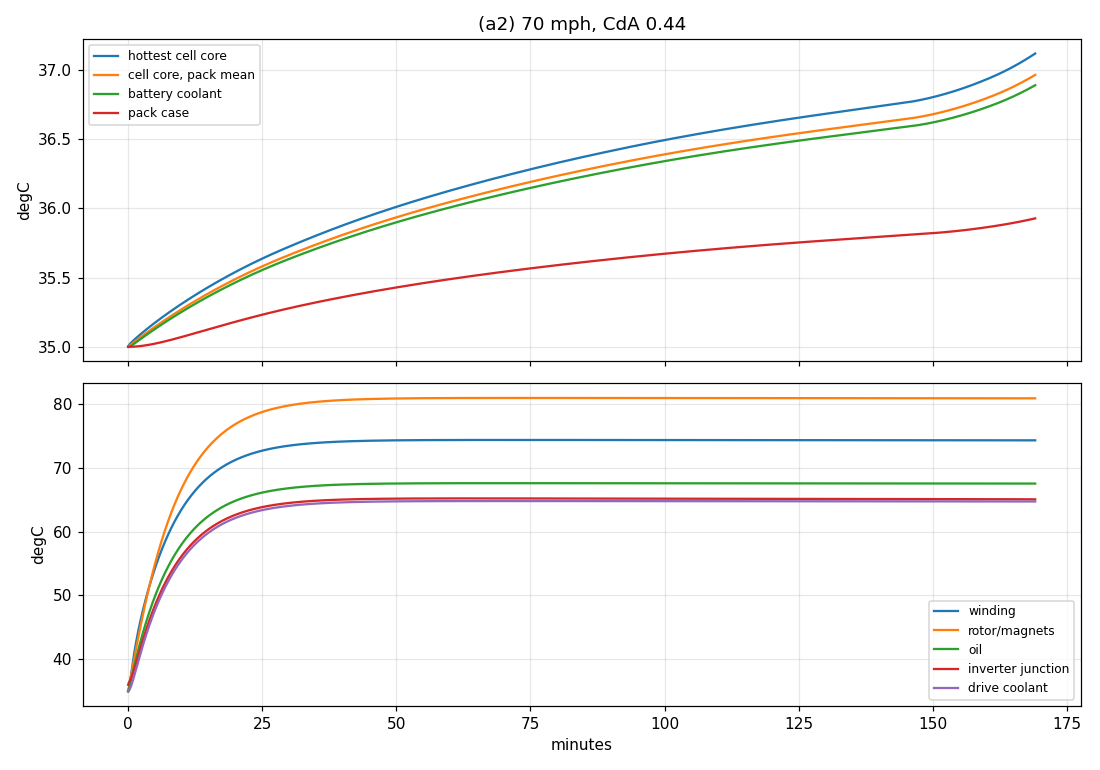 (a2) 70 mph, CdA 0.44
hottest cell core
cell core, pack mean
battery coolant
pack case
37.0
36.5
36.0
35.5
35.0
degC
80
70
60
50
40
degC
winding
rotor/magnets
oil
inverter junction
drive coolant
0 25 50 75 100 125 150 175
minutes